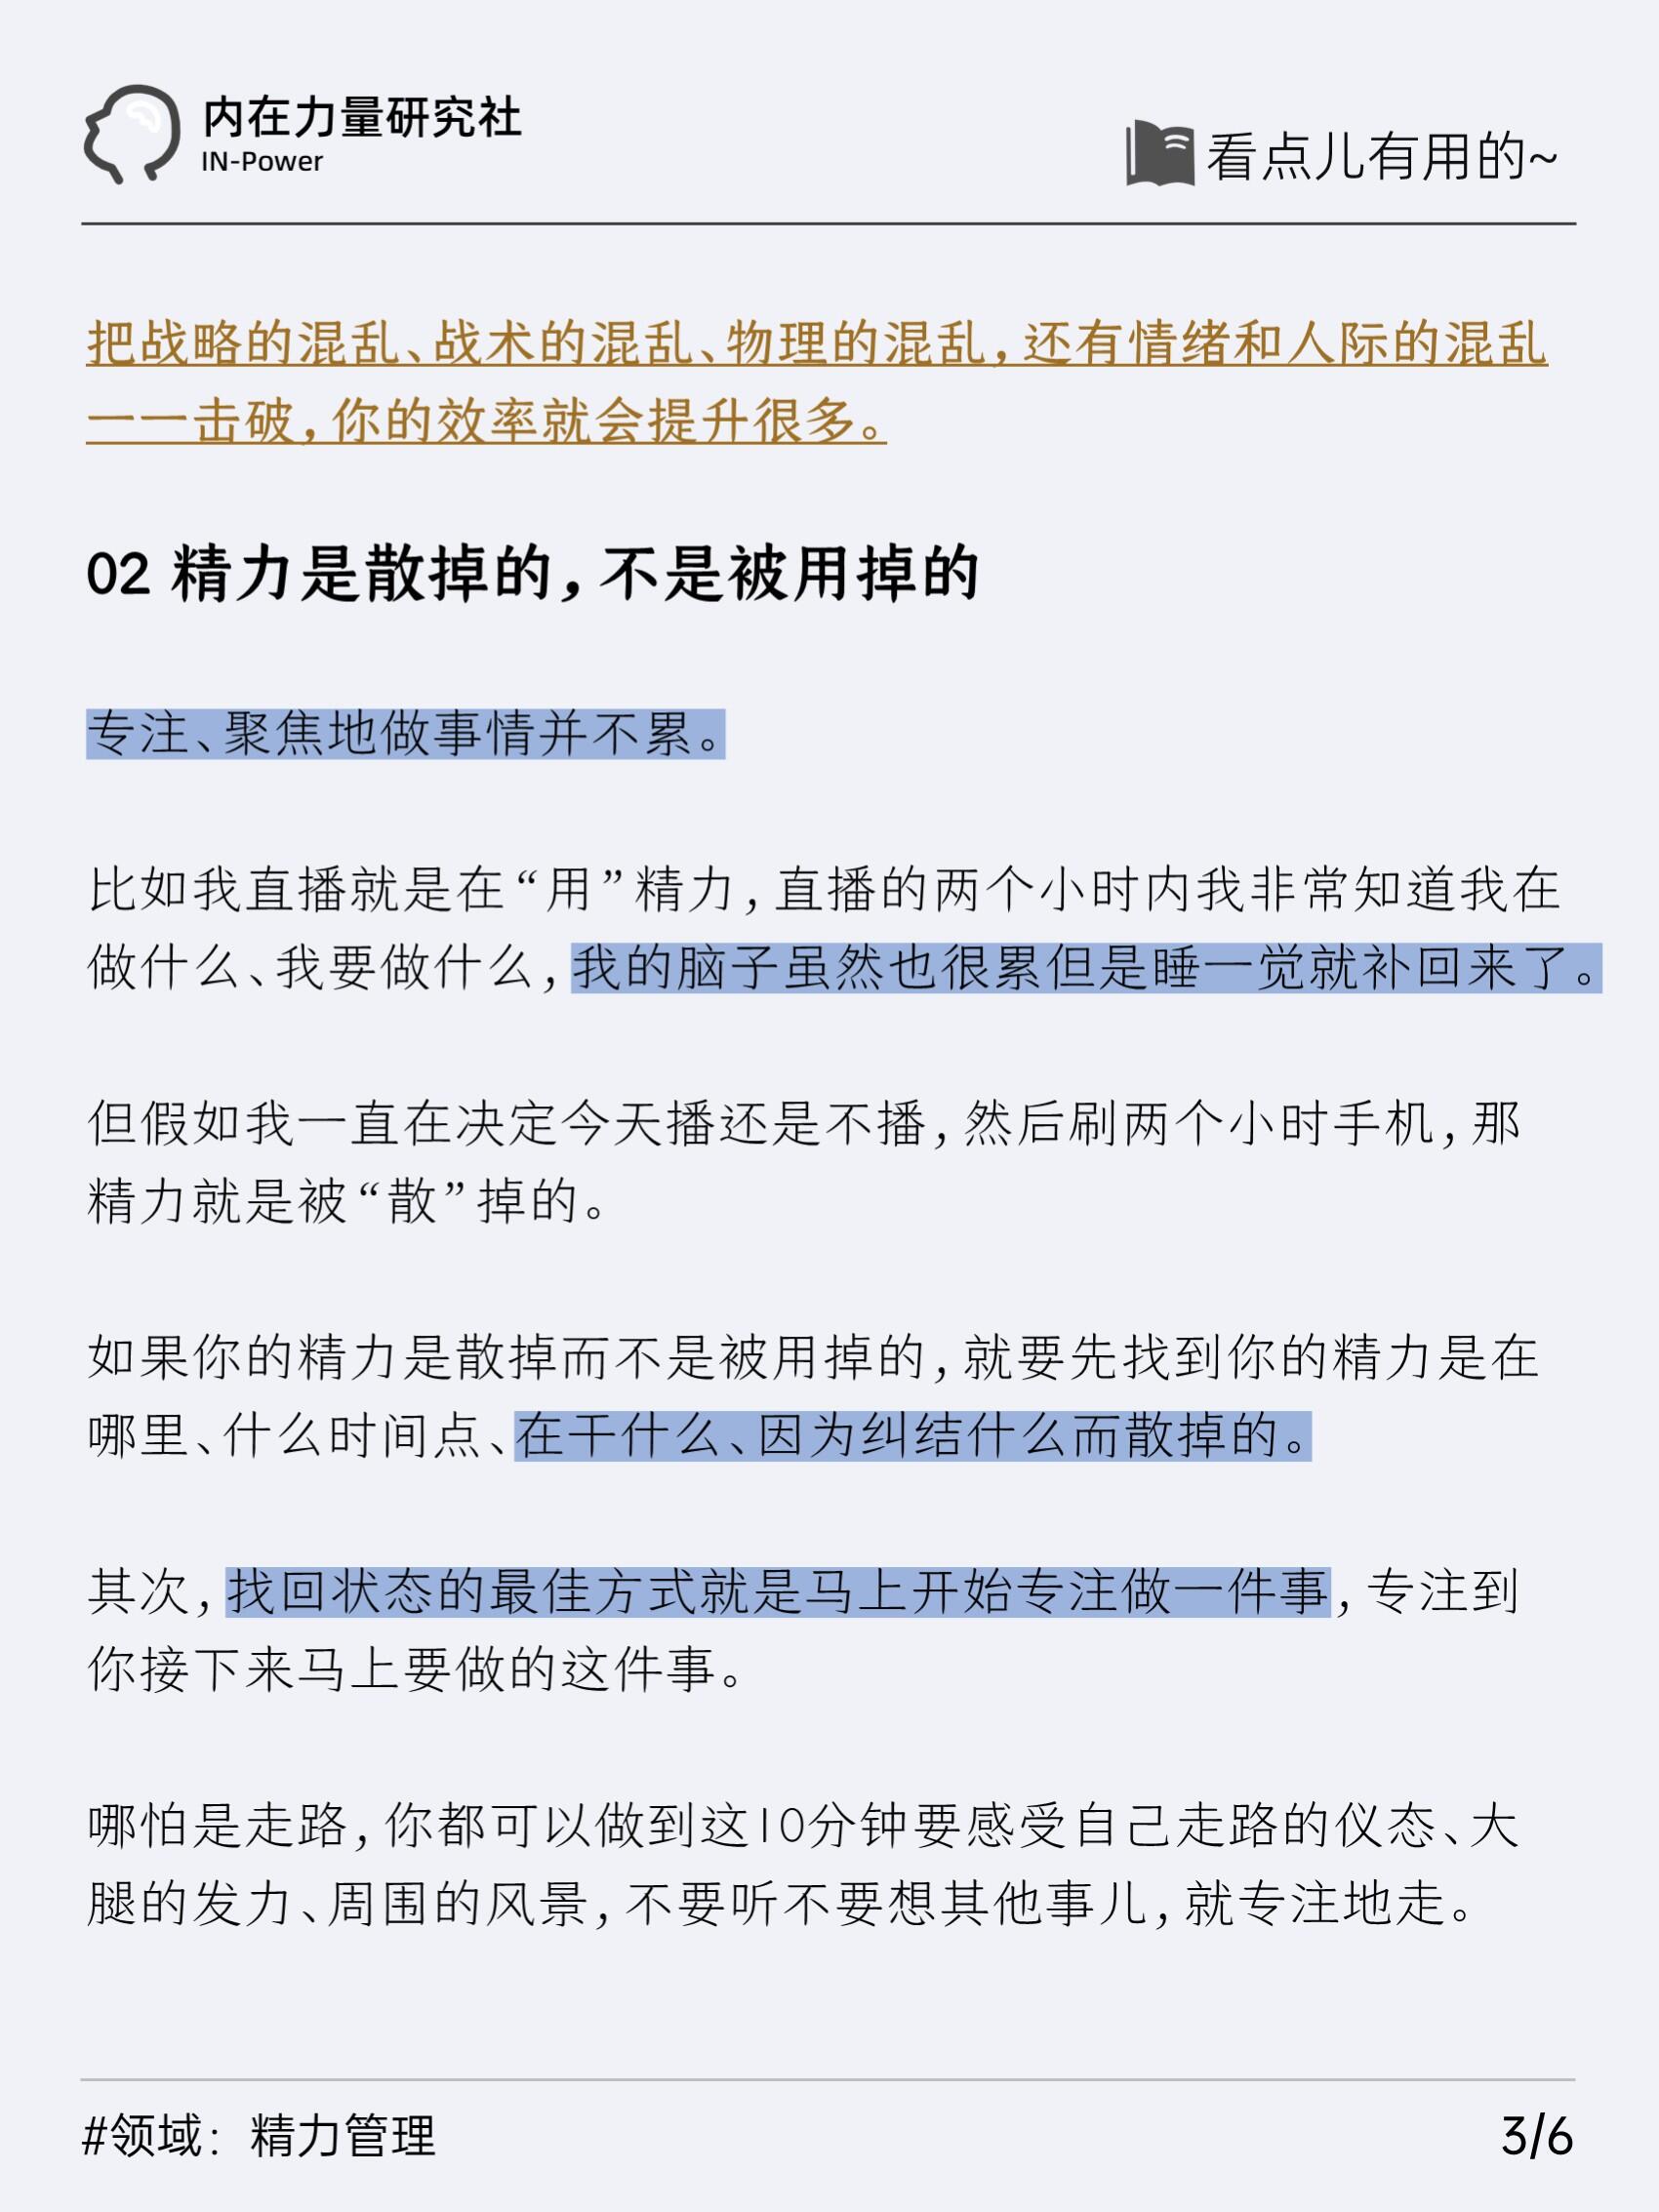 内在力量研究社
IN-Power
看点儿有用的~
把战略的混乱、战术的混乱、物理的混乱，还有情绪和人际的混乱
一一击破，你的效率就会提升很多。
02 精力是散掉的，不是被用掉的
专注、聚焦地做事情并不累。
比如我直播就是在“用”精力，直播的两个小时内我非常知道我在
做什么、我要做什么，我的脑子虽然也很累但是睡一觉就补回来了。
但假如我一直在决定今天播还是不播，然后刷两个小时手机，那
精力就是被“散”掉的。
如果你的精力是散掉而不是被用掉的，就要先找到你的精力是在
哪里、什么时间点、在干什么、因为纠结什么而散掉的。
其次，找回状态的最佳方式就是马上开始专注做一件事，专注到
你接下来马上要做的这件事。
哪怕是走路，你都可以做到这10分钟要感受自己走路的仪态、大
腿的发力、周围的风景，不要听不要想其他事儿，就专注地走。
#领域：精力管理
3/6